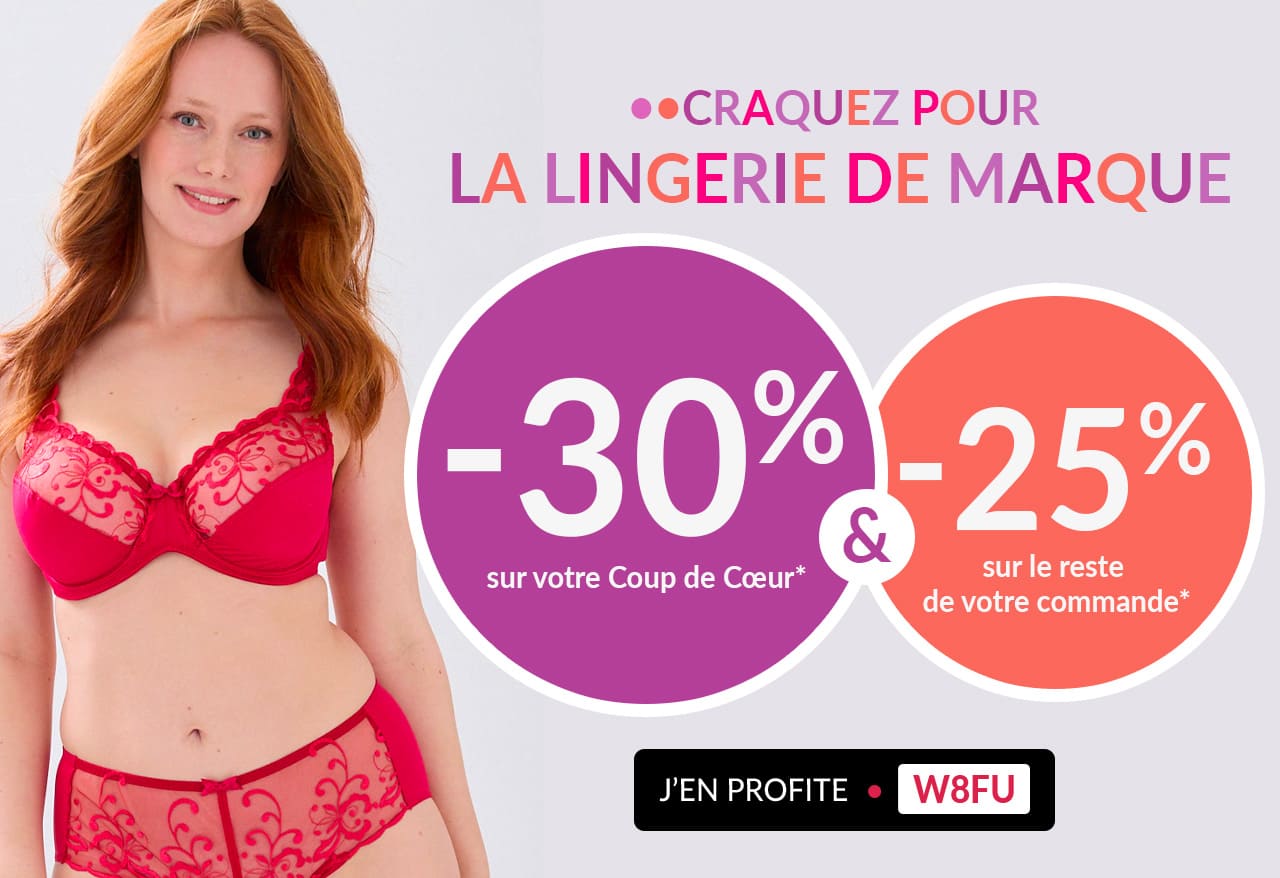 CRAQUEZ POUR
LA LINGERIE DE MARQUE
-30%
sur votre Coup de Cœur*
&
-25%
sur le reste
de votre commande*
J'EN PROFITE • W8FU